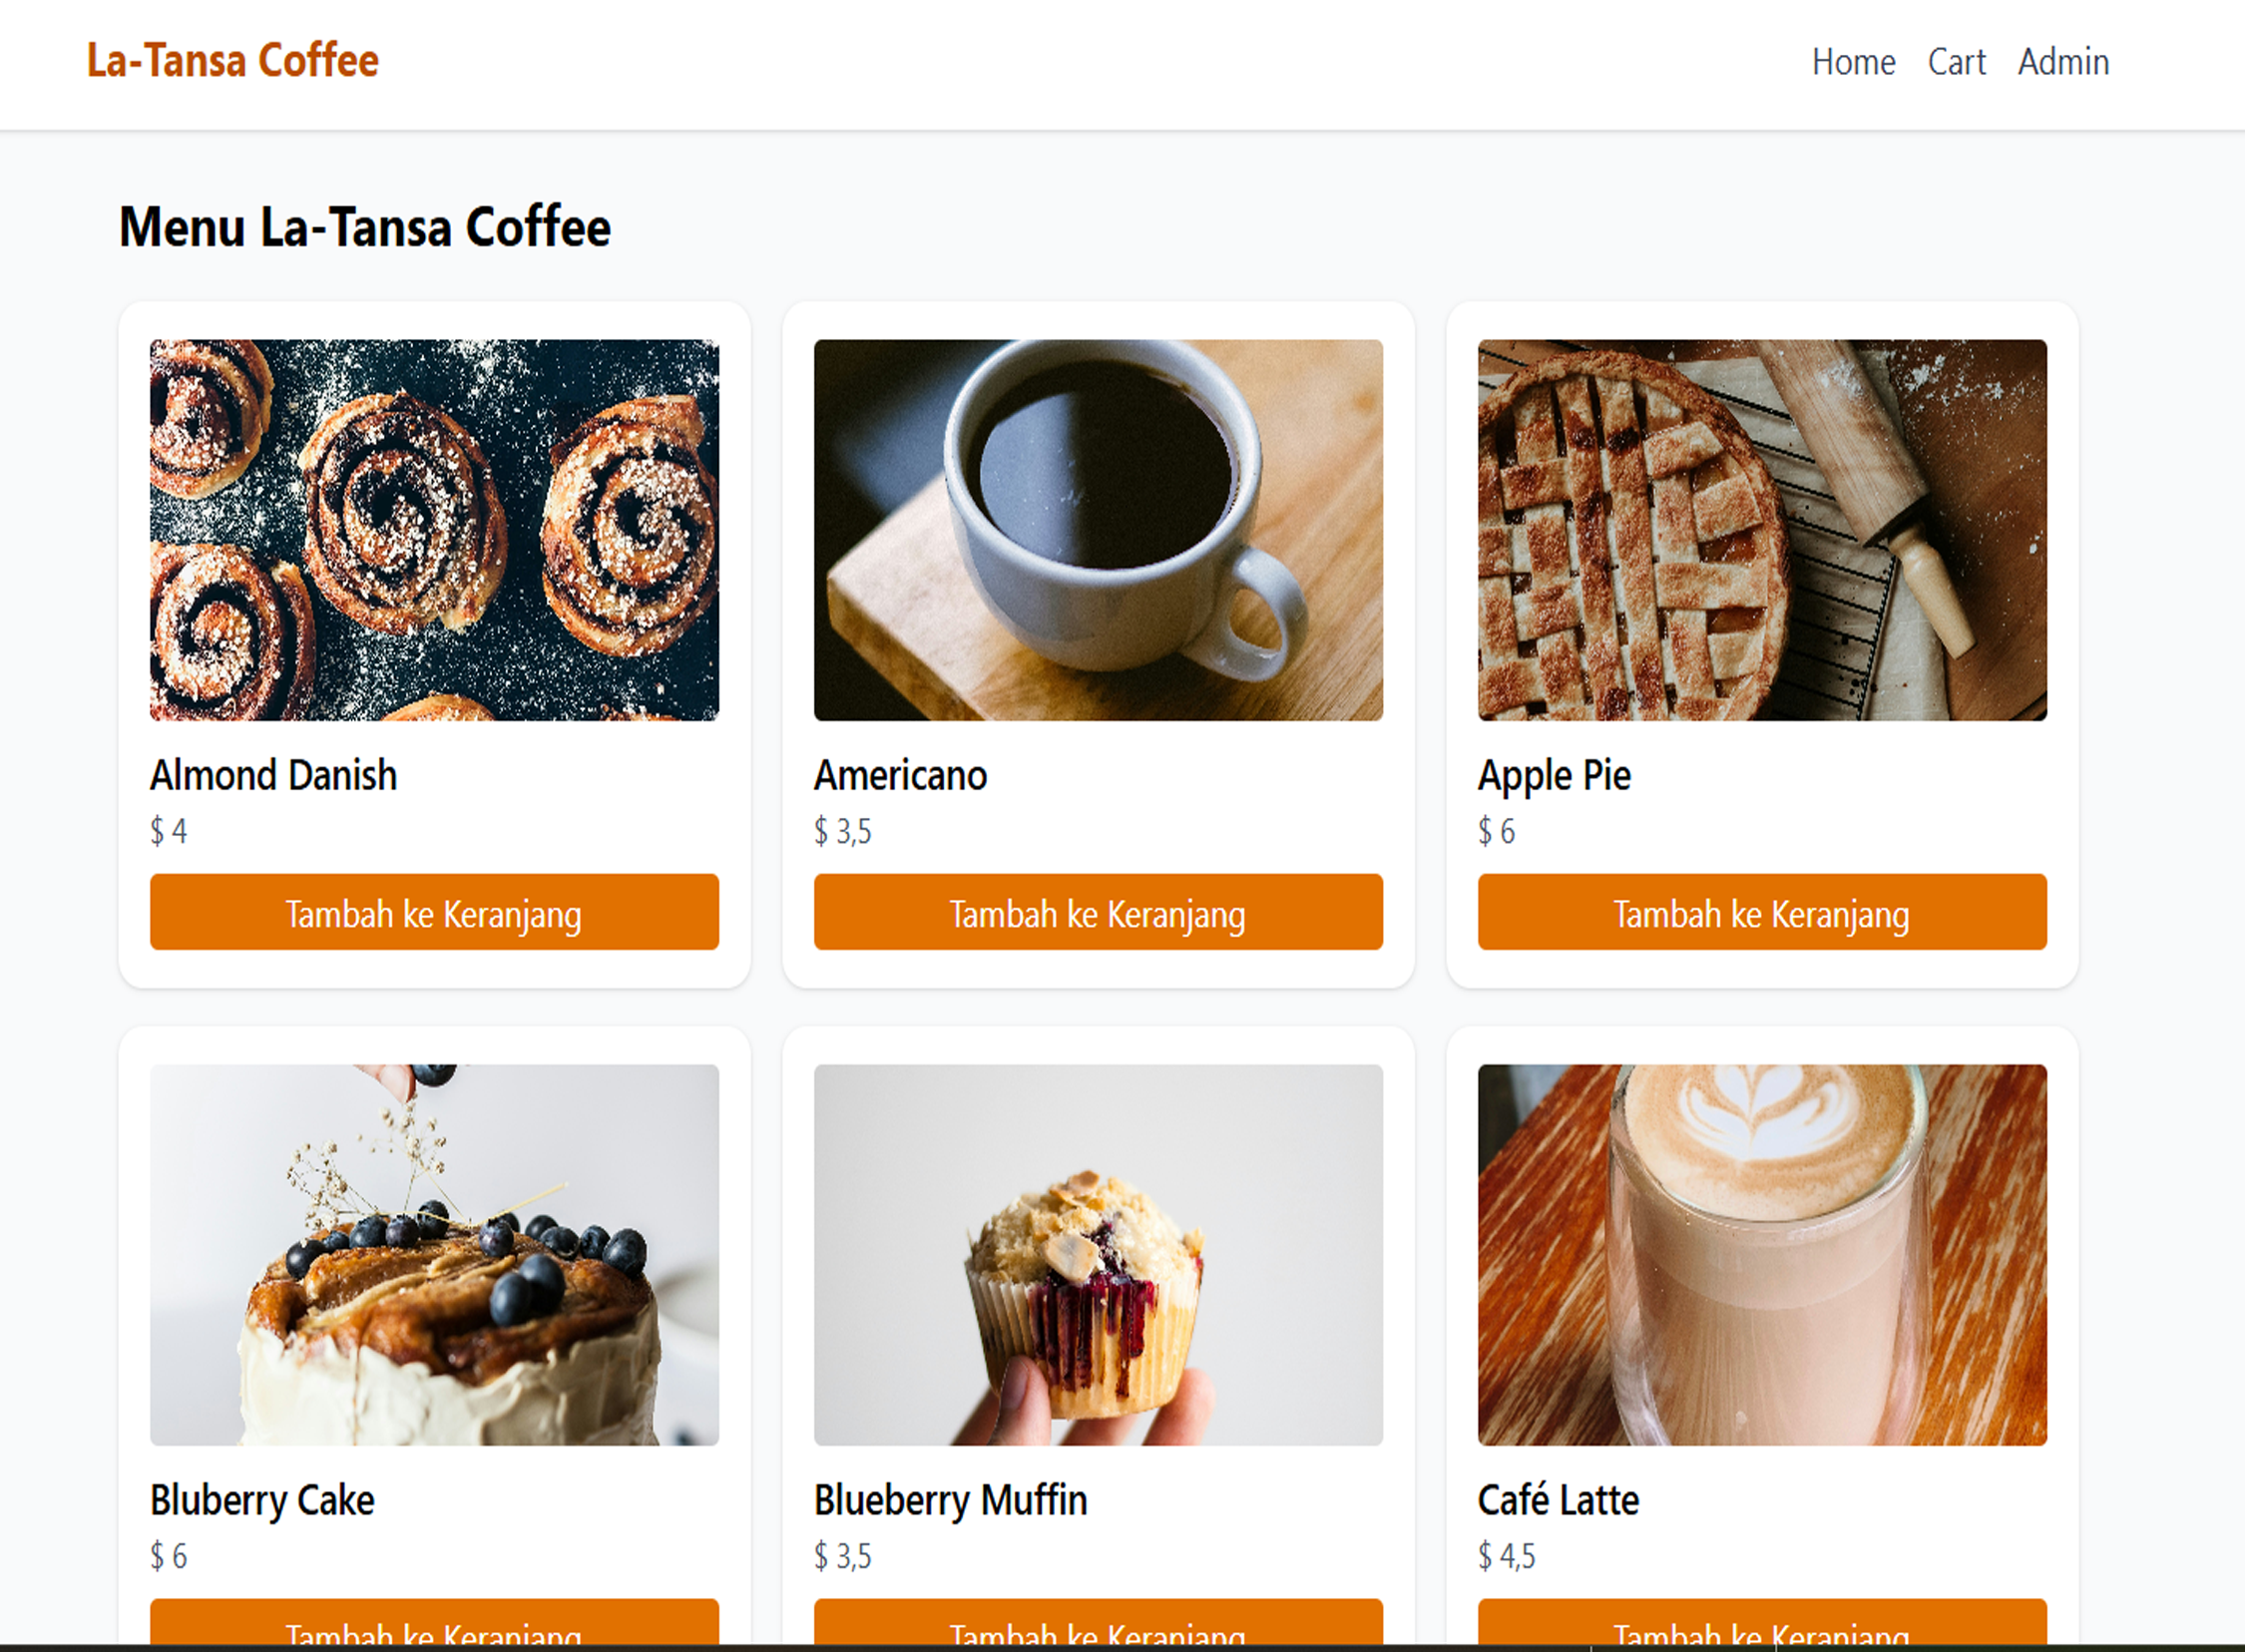 La-Tansa Coffee
Home Cart Admin
Menu La-Tansa Coffee
Almond Danish
$ 4
Tambah ke Keranjang
Americano
$ 3,5
Tambah ke Keranjang
Apple Pie
$ 6
Tambah ke Keranjang
Bluberry Cake
$ 6
Tambah ke Keranjang
Blueberry Muffin
$ 3,5
Tambah ke Keranjang
Café Latte
$ 4,5
Tambah ke Keranjang